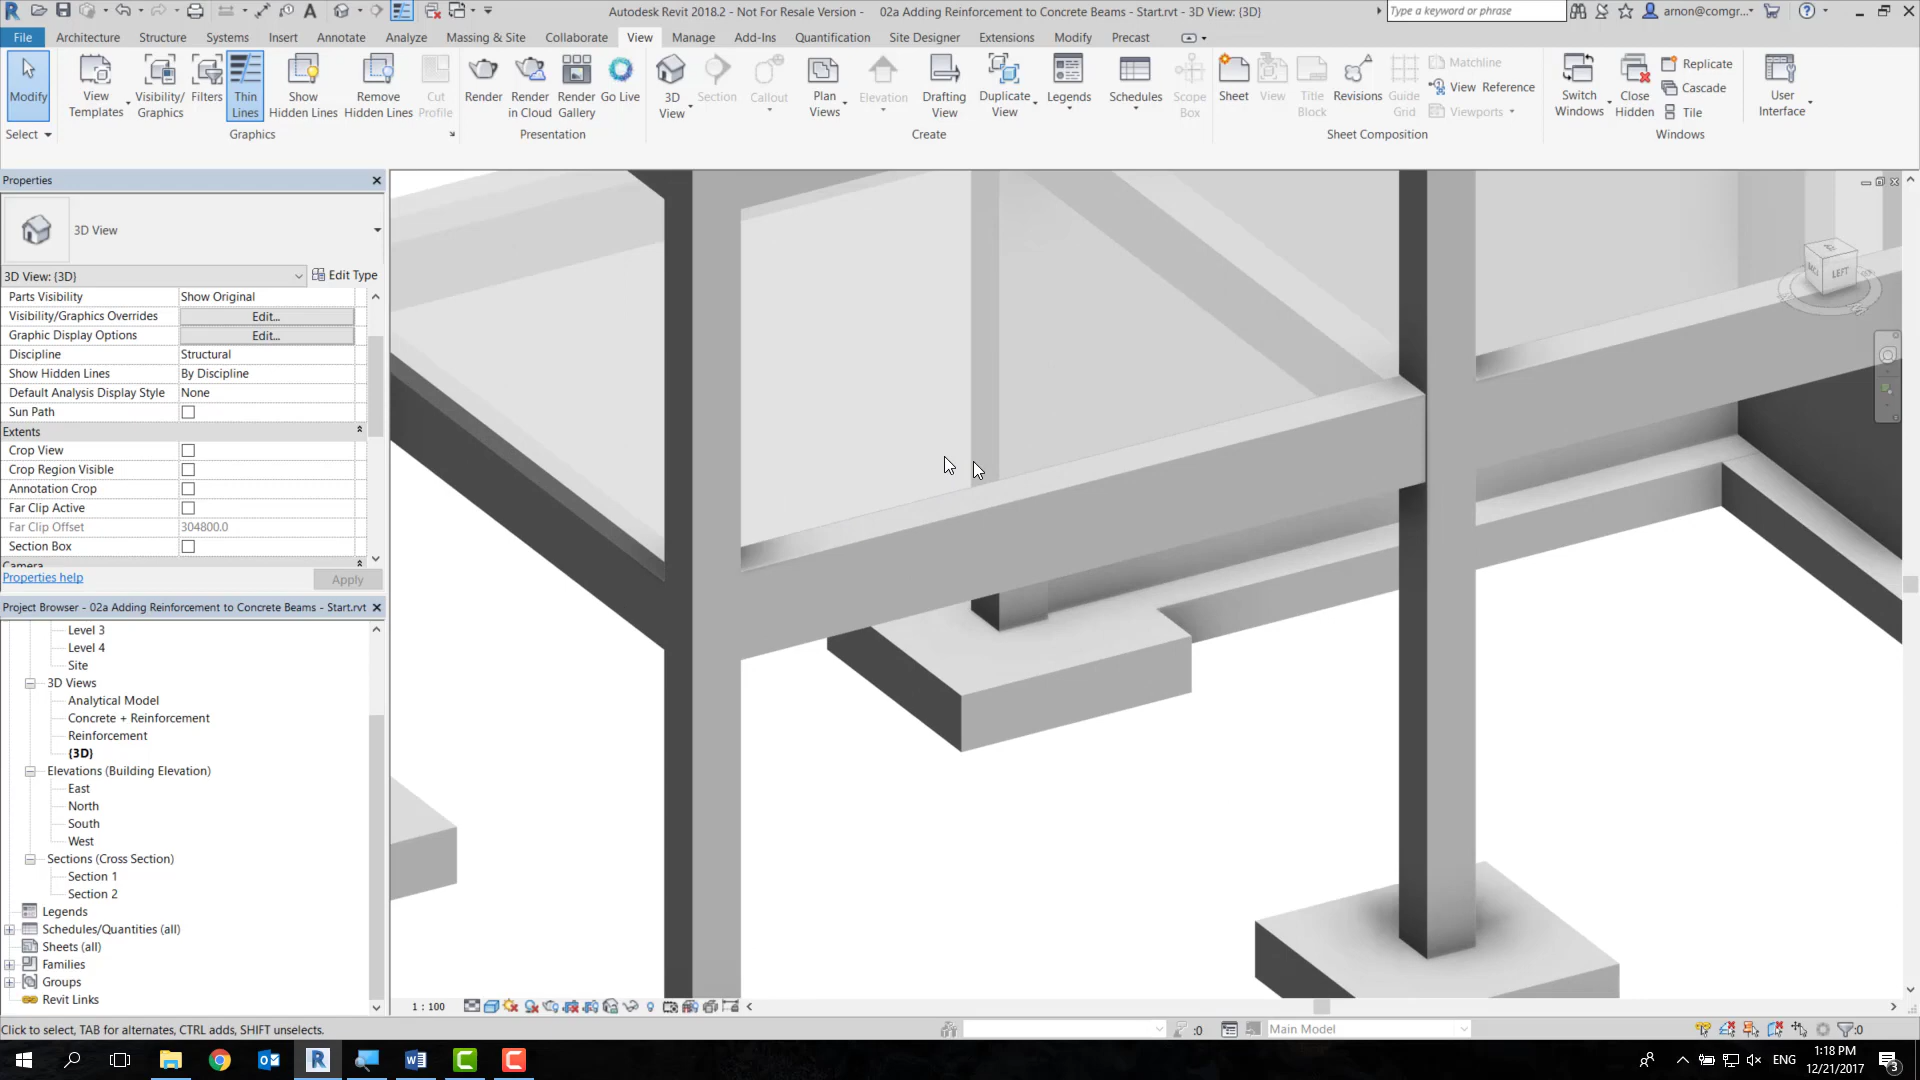 Autodesk Revit 2018.2 - Not For Resale Version - 02a Adding Reinforcement to Concrete Beams - Start.rvt - 3D View: {3D}
Type a keyword or phrase
arnon@comgr...
File Architecture Structure Systems Insert Annotate Analyze Massing & Site Collaborate View Manage Add-Ins Quantification Site Designer Extensions Modify Precast
Modify
View Templates
Visibility/ Graphics
Filters
Thin Lines
Show Hidden Lines
Remove Hidden Lines
Cut Profile
Render
Render in Cloud
Render Gallery
Go Live
3D View
Section
Callout
Plan Views
Elevation
Drafting View
Duplicate View
Legends
Schedules
Scope Box
Sheet
View
Title Block
Revisions
Guide Grid
Matchline
View Reference
Viewports
Switch Windows
Close Hidden
Replicate
Cascade
Tile
User Interface
Select
Graphics
Presentation
Create
Sheet Composition
Windows
Properties
3D View
3D View: {3D}
Edit Type
Parts Visibility Show Original
Visibility/Graphics Overrides Edit...
Graphic Display Options Edit...
Discipline Structural
Show Hidden Lines By Discipline
Default Analysis Display Style None
Sun Path
Extents
Crop View
Crop Region Visible
Annotation Crop
Far Clip Active
Far Clip Offset 304800.0
Section Box
Camera
Properties help
Apply
Project Browser - 02a Adding Reinforcement to Concrete Beams - Start.rvt
Level 3
Level 4
Site
3D Views
Analytical Model
Concrete + Reinforcement
Reinforcement
{3D}
Elevations (Building Elevation)
East
North
South
West
Sections (Cross Section)
Section 1
Section 2
Legends
Schedules/Quantities (all)
Sheets (all)
Families
Groups
Revit Links
LEFT
1 : 100
Click to select, TAB for alternates, CTRL adds, SHIFT unselects.
:0
Main Model
:0
ENG
1:18 PM
12/21/2017
3